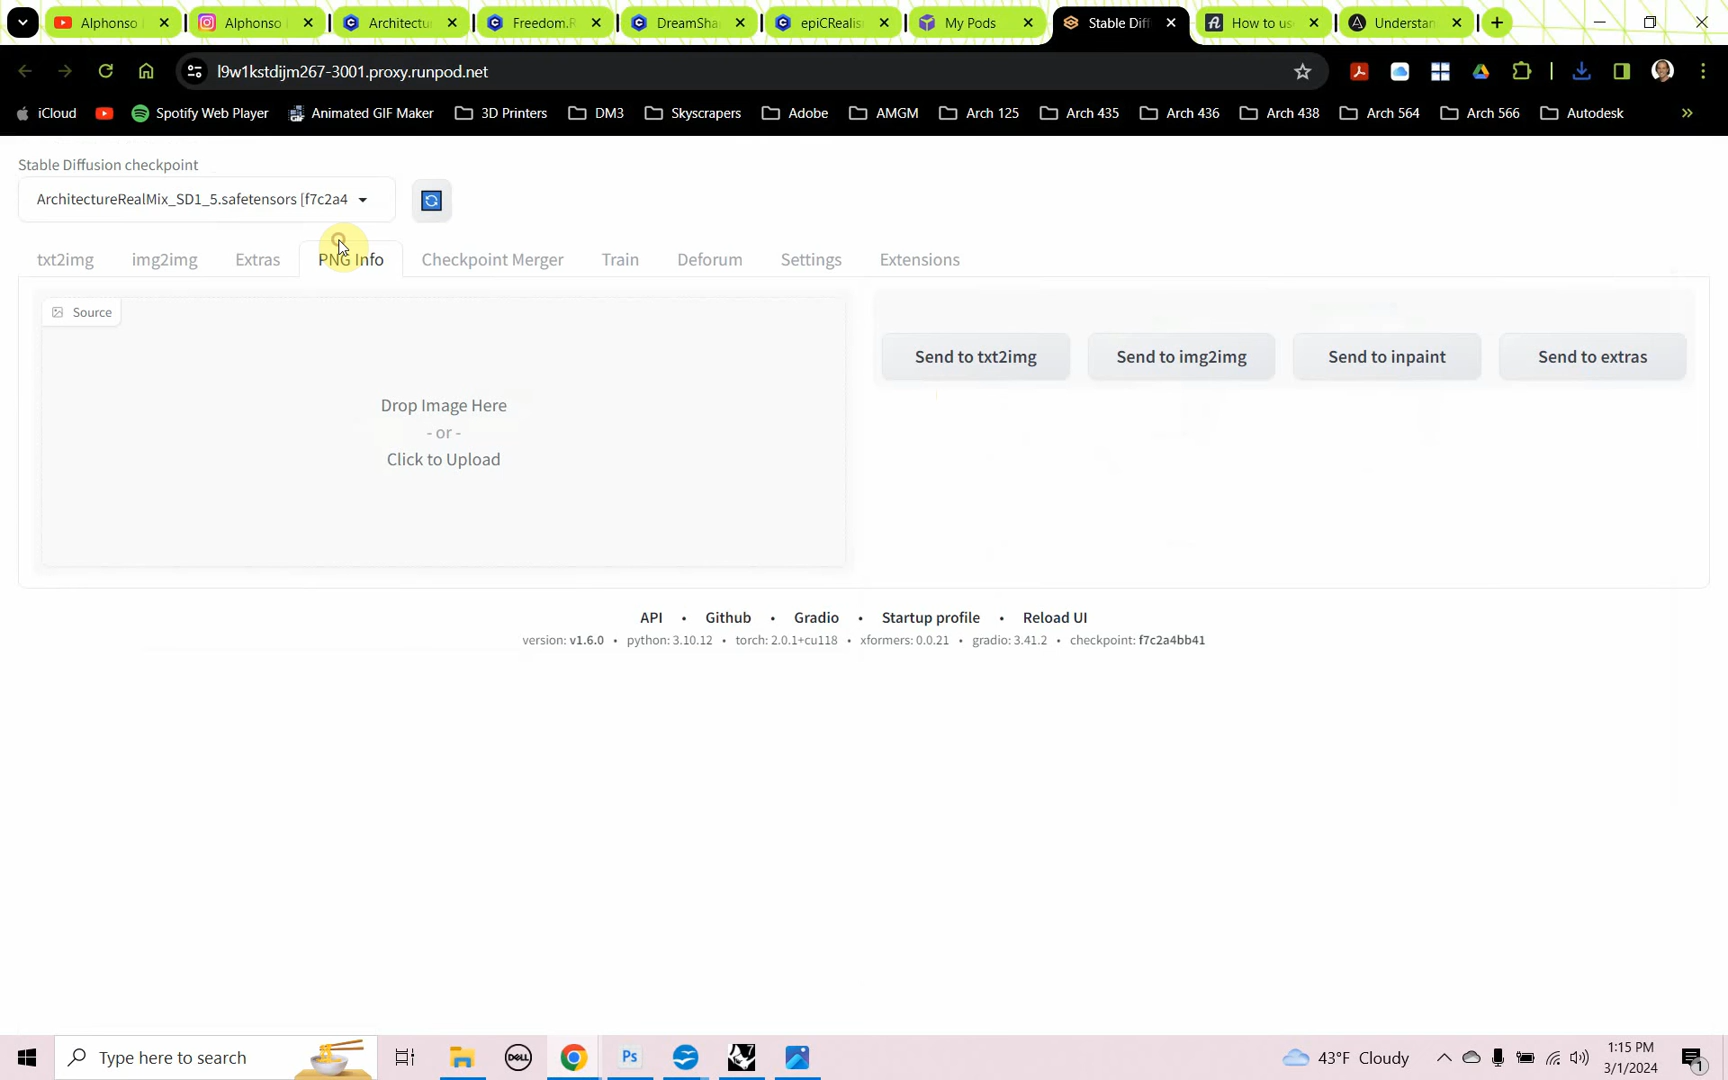 Alphonso
Alphonso
Architectu
Freedom.R
DreamSha
epiCRealis
My Pods
Stable Diff
How to us
Understan
l9w1kstdijm267-3001.proxy.runpod.net
iCloud
Spotify Web Player
Animated GIF Maker
3D Printers
DM3
Skyscrapers
Adobe
AMGM
Arch 125
Arch 435
Arch 436
Arch 438
Arch 564
Arch 566
Autodesk
»
Stable Diffusion checkpoint
ArchitectureRealMix_SD1_5.safetensors [f7c2a4
txt2img
img2img
Extras
PNG Info
Checkpoint Merger
Train
Deforum
Settings
Extensions
Source
Drop Image Here
- or -
Click to Upload
Send to txt2img
Send to img2img
Send to inpaint
Send to extras
API • Github • Gradio • Startup profile • Reload UI
version: v1.6.0 • python: 3.10.12 • torch: 2.0.1+cu118 • xformers: 0.0.21 • gradio: 3.41.2 • checkpoint: f7c2a4bb41
Type here to search
DELL
Ps
7
43°F Cloudy
1:15 PM
3/1/2024
1